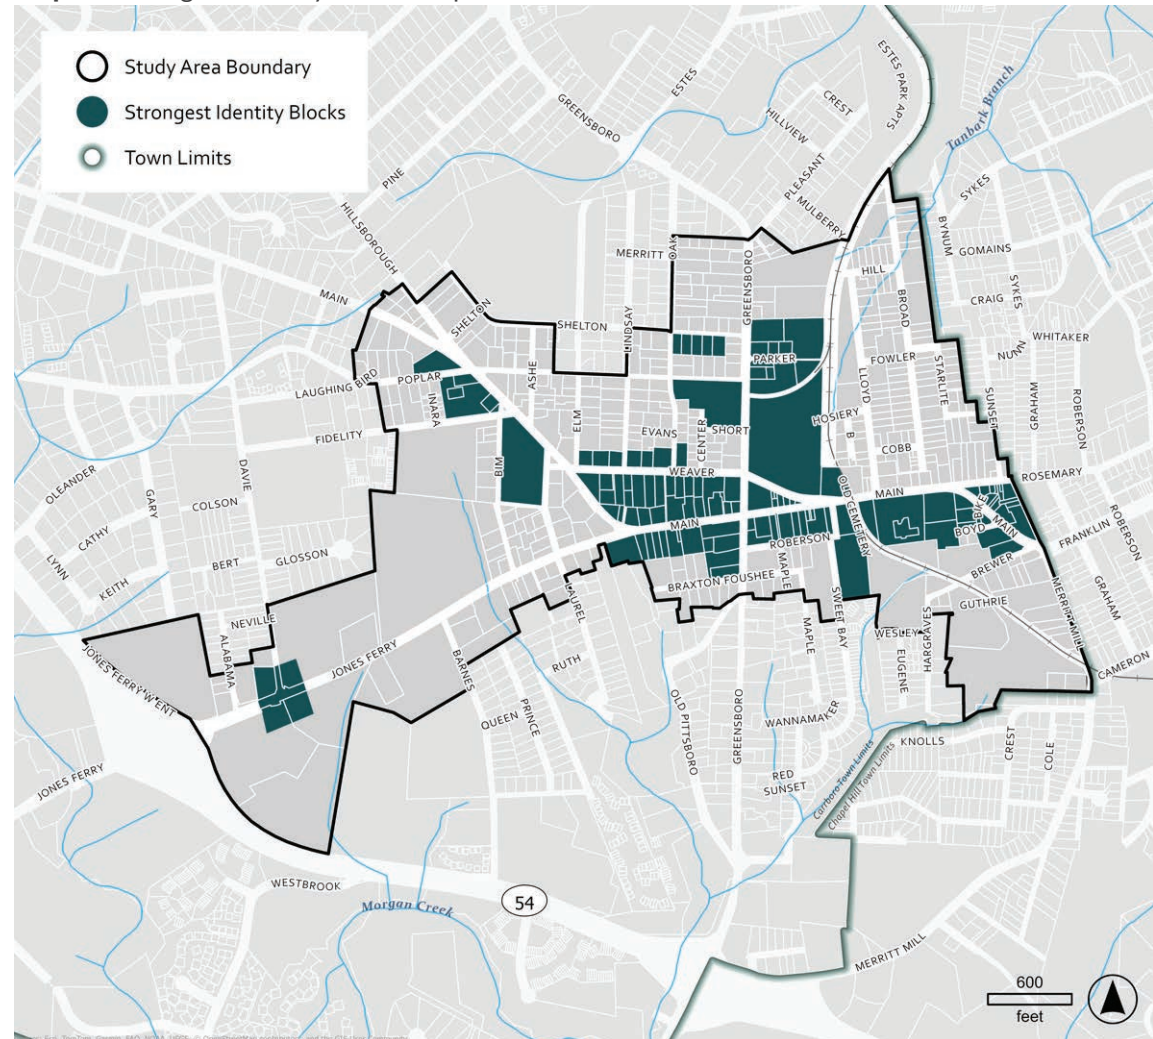 Study Area Boundary
Strongest Identity Blocks
Town Limits
ESTES PARK APTS
ESTES
CREST
GREENSBORO
HILLVIEW
Tanbark Branch
PINE
PLEASANT
SYKES
MULBERRY
HILLSBOROUGH
BYNUM
MERRITT
OAK
GREENSBORO
GOMAINS
HILL
SYKES
MAIN
BROAD
CRAIG
SHELTON
SHELTON
LINDSAY
WHITAKER
NUNN
PARKER
FOWLER
ASHE
LAUGHING BIRD
POPLAR
LLOYD
STARLITE
INARA
SUNSET
GRAHAM
ROBERSON
ELM
HOSIERY
FIDELITY
EVANS
CENTER
SHORT
B
COBB
OLEANDER
DAVIE
BIM
WEAVER
ROSEMARY
GARY
COLSON
MAIN
OLD CEMETERY
CATHY
MAIN
BIKE
MAIN
BOYD
FRANKLIN
ROBERSON
LYNN
ROBERSON
GLOSSON
BERT
BREWER
KEITH
BRAXTON FOUSHEE
MAPLE
SWEET BAY
GUTHRIE
MERRITT MILL
GRAHAM
LAUREL
NEVILLE
ALABAMA
MAPLE
WESLEY
HARGRAVES
JONES FERRY W ENT
JONES FERRY
BARNES
RUTH
EUGENE
CAMERON
OLD PITTSBORO
GREENSBORO
QUEEN
PRINCE
WANNAMAKER
KNOLLS
CREST
COLE
Carrboro Town Limits
Chapel Hill Town Limits
JONES FERRY
RED
SUNSET
WESTBROOK
54
Morgan Creek
MERRITT MILL
600
feet